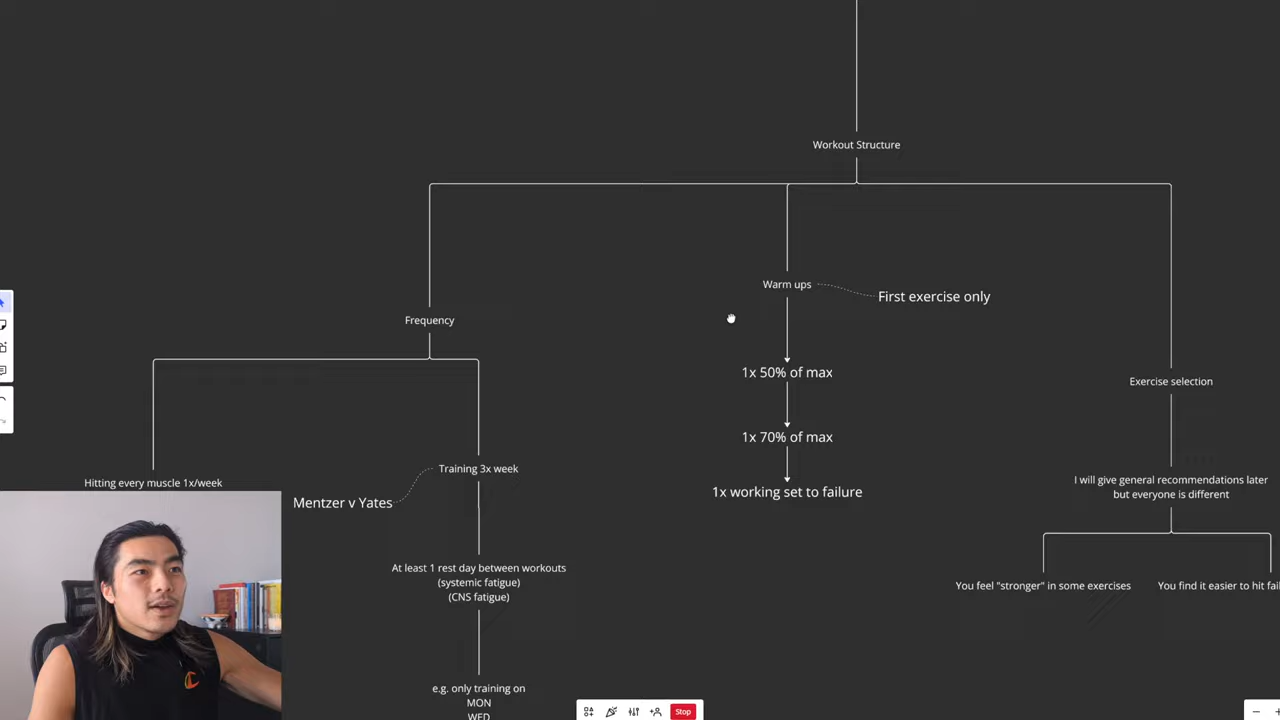 Workout Structure
Warm ups
First exercise only
Frequency
1x 50% of max
Exercise selection
1x 70% of max
Training 3x week
Hitting every muscle 1x/week
Mentzer v Yates
1x working set to failure
I will give general recommendations later
but everyone is different
At least 1 rest day between workouts
(systemic fatigue)
(CNS fatigue)
You feel "stronger" in some exercises
You find it easier to hit fail
e.g. only training on
MON
WED
Stop